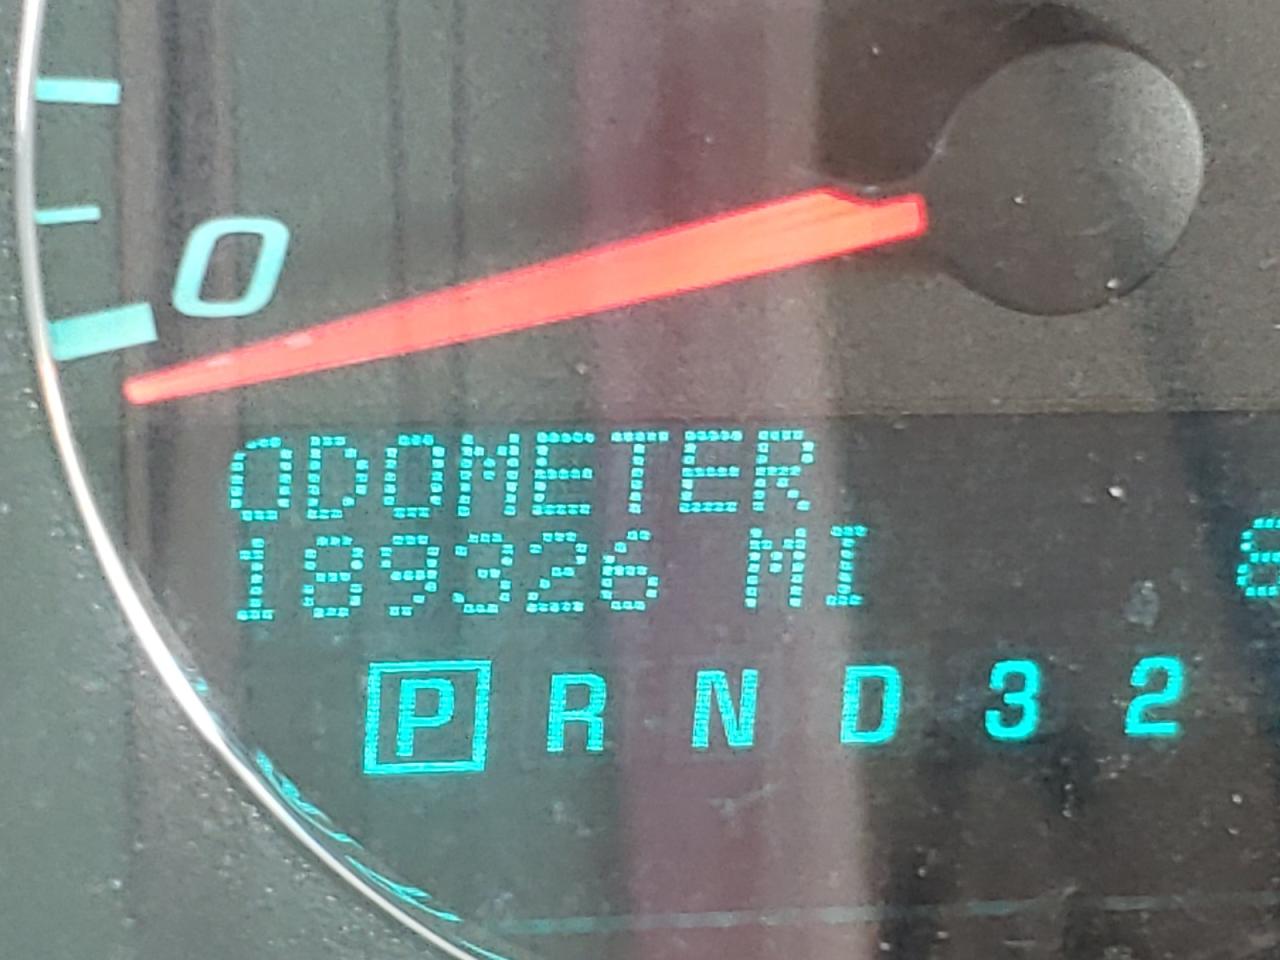 0
ODOMETER
189326 MI
P R N D 3 2